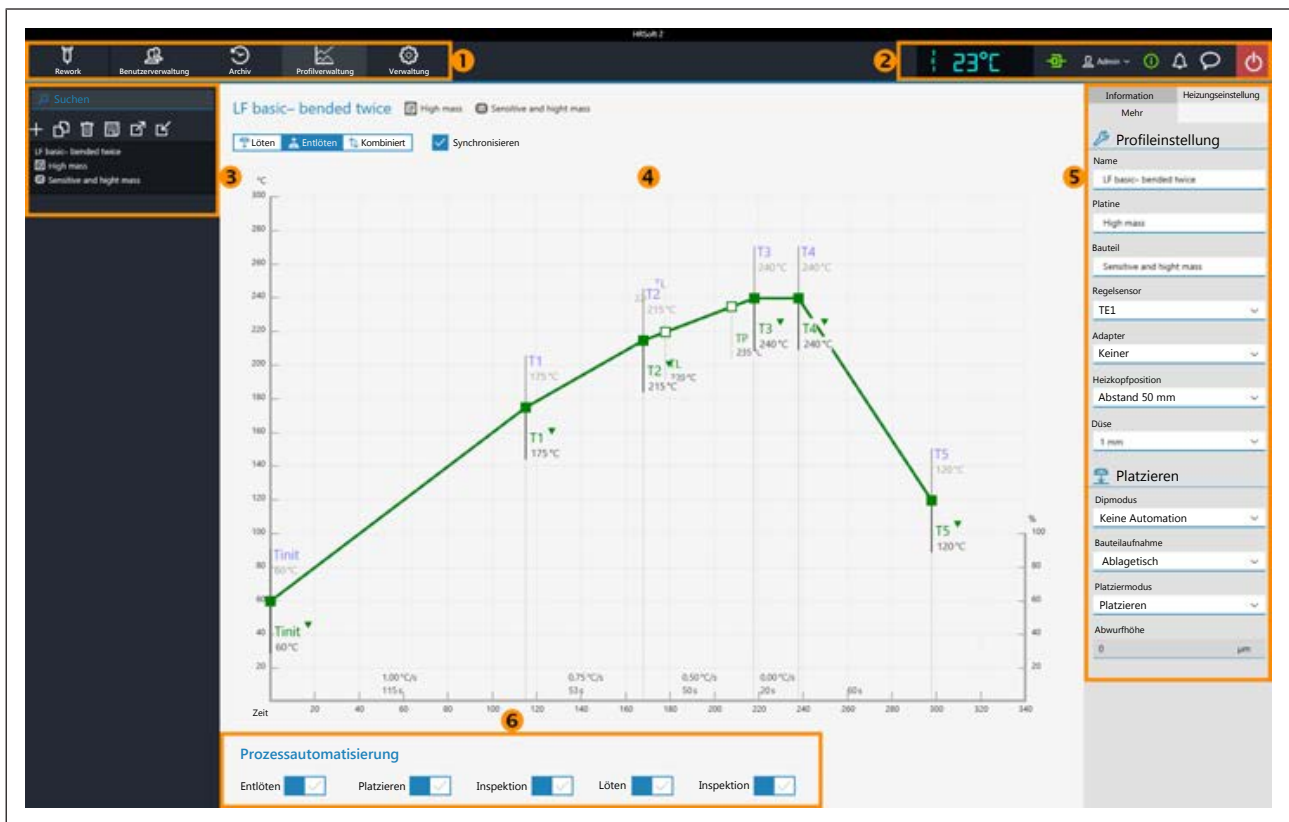 HRSoft 2
Rework Benutzerverwaltung Archiv Profilverwaltung Verwaltung
1
2
23°C
Admin
Suchen
LF basic- bended twice
High mass
Sensitive and hight mass
3
LF basic– bended twice High mass Sensitive and hight mass
Löten Entlöten Kombiniert Synchronisieren
4
°C
300
280
260
240
220
200
180
160
140
120
100
80
60
40
20
Tinit
60°C
Tinit
60°C
T1
175°C
T1
175°C
TL
T2
215°C
T2
215°C
TL
TP
235°C
T3
240°C
T3
240°C
T4
240°C
T4
240°C
T5
120°C
T5
120°C
%
100
80
60
40
20
1.00°C/s 0.75°C/s 0.50°C/s 0.00°C/s
115s 53s 50s 20s 60s
Zeit 20 40 60 80 100 120 140 160 180 200 220 240 260 280 300 320 340
6
Prozessautomatisierung
Entlöten Platzieren Inspektion Löten Inspektion
5
Information Heizungseinstellung
Mehr
Profileinstellung
Name
LF basic– bended twice
Platine
High mass
Bauteil
Sensitive and hight mass
Regelsensor
TE1
Adapter
Keiner
Heizkopfposition
Abstand 50 mm
Düse
1 mm
Platzieren
Dipmodus
Keine Automation
Bauteilaufnahme
Ablagetisch
Platziermodus
Platzieren
Abwurfhöhe
0 µm